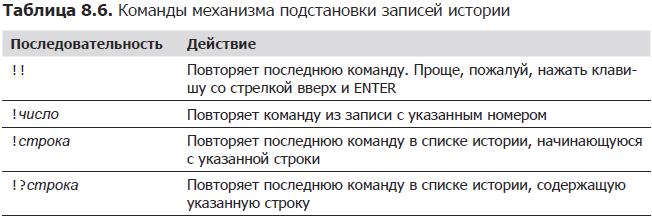 Таблица 8.6. Команды механизма подстановки записей истории
Последовательность Действие
!! Повторяет последнюю команду. Проще, пожалуй, нажать клави-
шу со стрелкой вверх и ENTER
!число Повторяет команду из записи с указанным номером
!строка Повторяет последнюю команду в списке истории, начинающуюся
с указанной строки
!?строка Повторяет последнюю команду в списке истории, содержащую
указанную строку